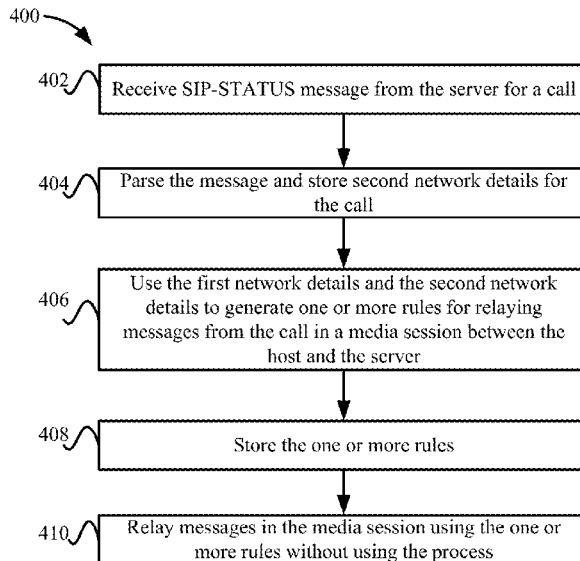 400
402
Receive SIP-STATUS message from the server for a call
404
Parse the message and store second network details for
the call
406
Use the first network details and the second network
details to generate one or more rules for relaying
messages from the call in a media session between the
host and the server
408
Store the one or more rules
410
Relay messages in the media session using the one or
more rules without using the process